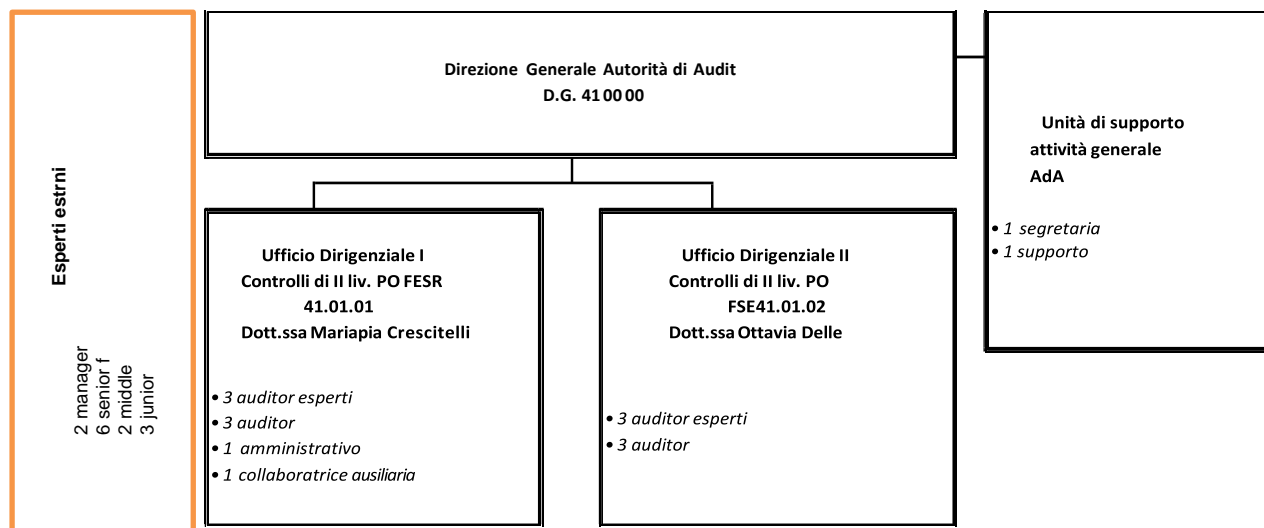 Esperti estrni
2 manager
6 senior f
2 middle
3 junior
Direzione Generale Autorità di Audit
D.G. 410000
Unità di supporto
attività generale
AdA
• 1 segretaria
• 1 supporto
Ufficio Dirigenziale I
Controlli di II liv. PO FESR
41.01.01
Dott.ssa Mariapia Crescitelli
• 3 auditor esperti
• 3 auditor
• 1 amministrativo
• 1 collaboratrice ausiliaria
Ufficio Dirigenziale II
Controlli di II liv. PO
FSE41.01.02
Dott.ssa Ottavia Delle
• 3 auditor esperti
• 3 auditor